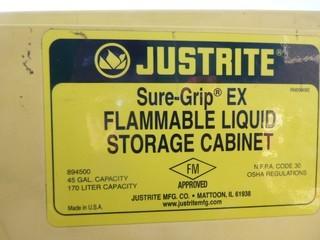 JUSTRITE
Sure-Grip® EX
FLAMMABLE LIQUID
STORAGE CABINET
894500
45 GAL. CAPACITY
170 LITER CAPACITY
FM
APPROVED
N.F.P.A. CODE 30
OSHA REGULATIONS
JUSTRITE MFG. CO. • MATTOON, IL 61938
www.justritemfg.com
Made in U.S.A.